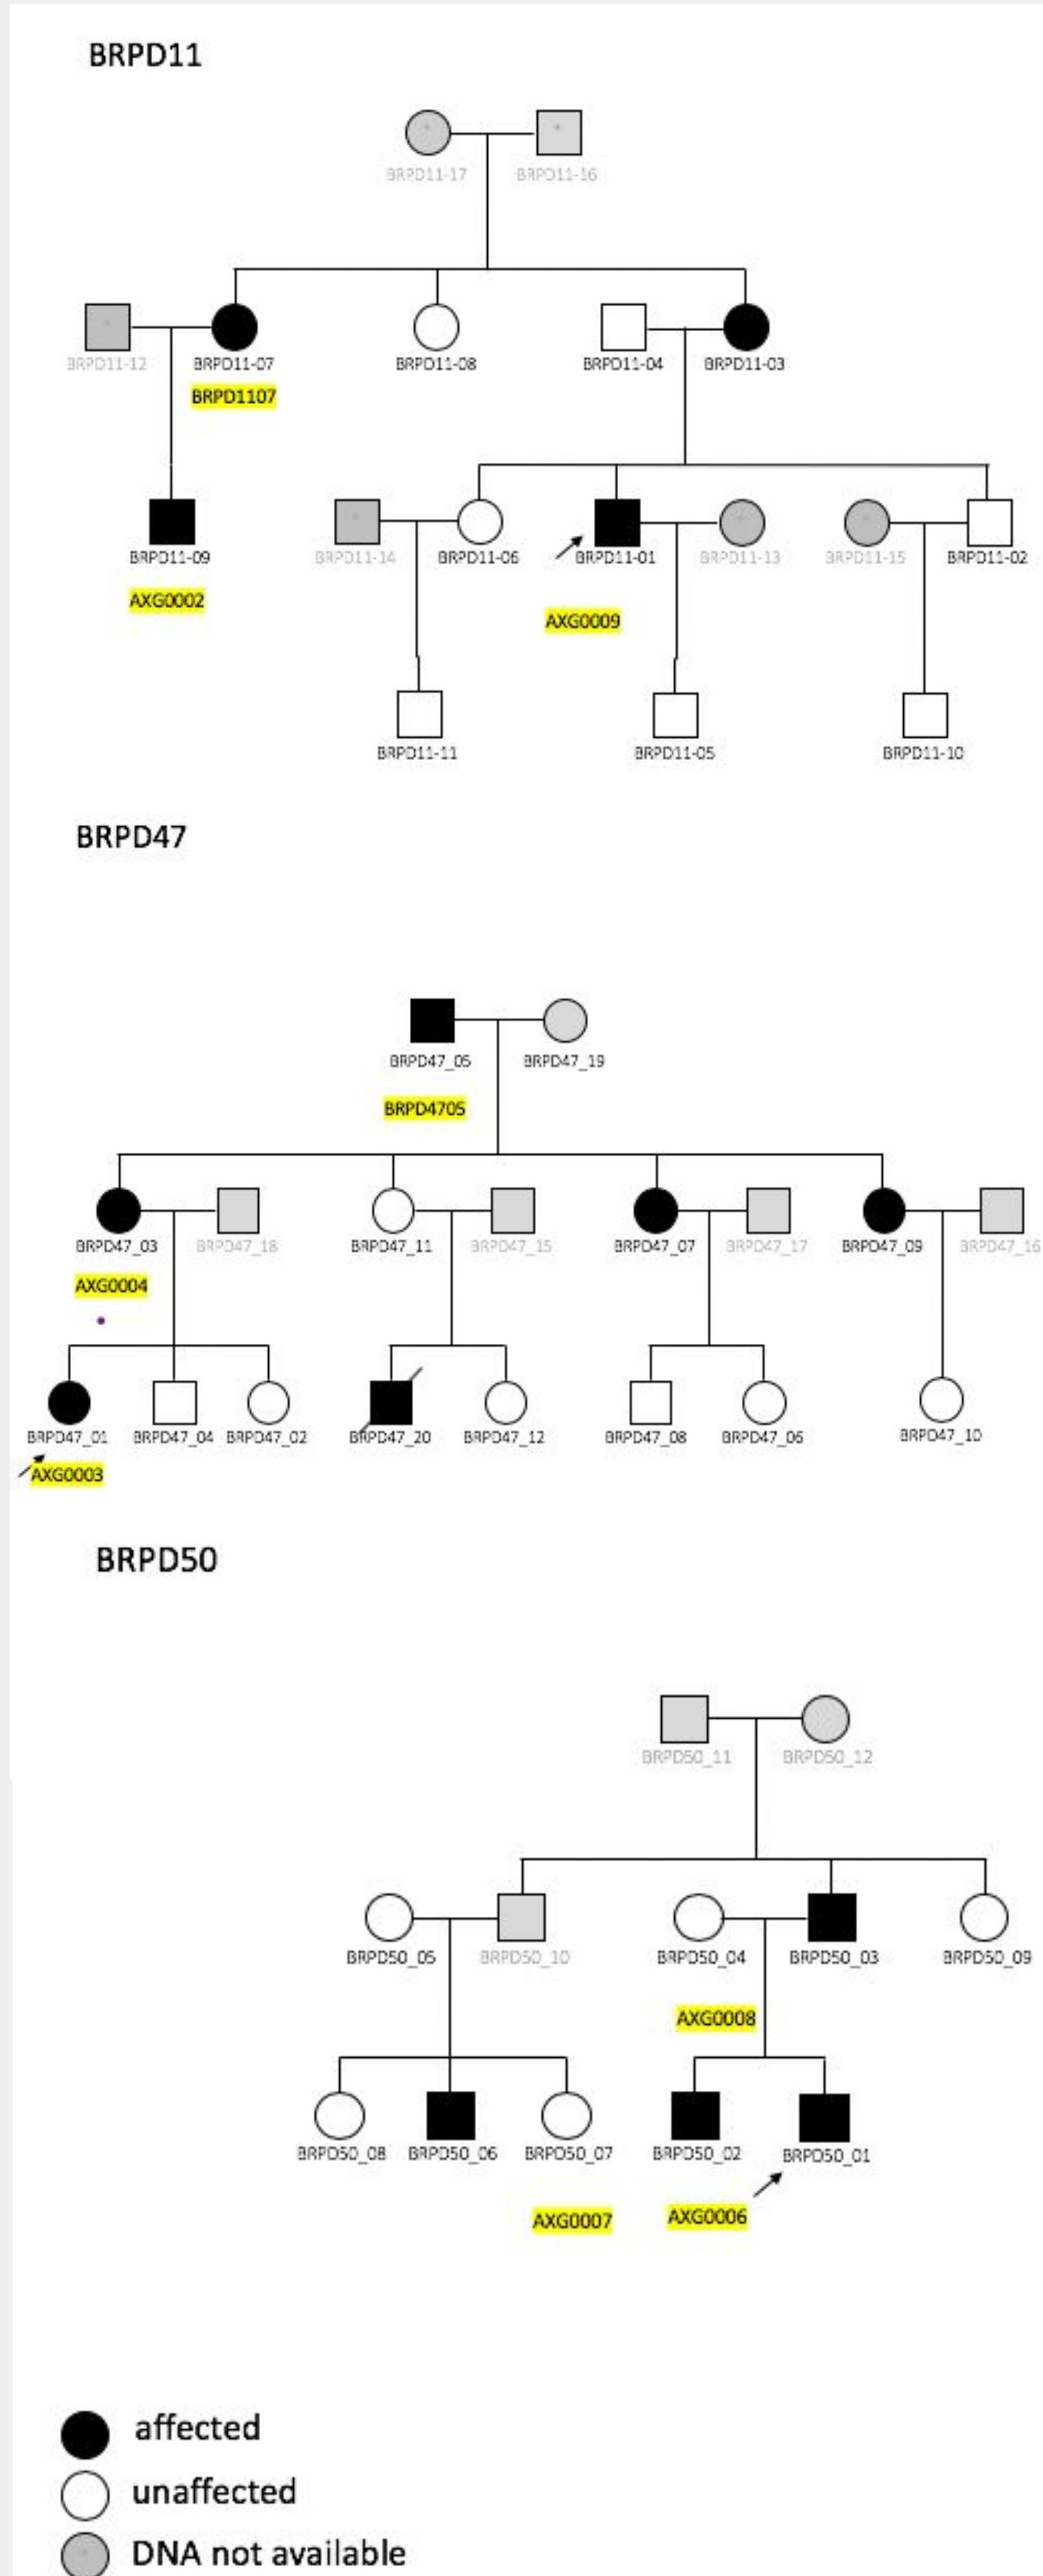 BRPD11
BRPD11-17 BRPD11-16
BRPD11-12 BRPD11-07 BRPD11-08 BRPD11-04 BRPD11-03
BRPD1107
BRPD11-09 BRPD11-14 BRPD11-06 BRPD11-01 BRPD11-13 BRPD11-15 BRPD11-02
AXG0002 AXG0009
BRPD11-11 BRPD11-05 BRPD11-10
BRPD47
BRPD47_05 BRPD47_19
BRPD4705
BRPD47_03 BRPD47_18 BRPD47_11 BRPD47_15 BRPD47_07 BRPD47_17 BRPD47_09 BRPD47_16
AXG0004
BRPD47_01 BRPD47_04 BRPD47_02 BRPD47_20 BRPD47_12 BRPD47_08 BRPD47_06 BRPD47_10
AXG0003
BRPD50
BRPD50_11 BRPD50_12
BRPD50_05 BRPD50_10 BRPD50_04 BRPD50_03 BRPD50_09
AXG0008
BRPD50_08 BRPD50_06 BRPD50_07 BRPD50_02 BRPD50_01
AXG0007 AXG0006
affected
unaffected
DNA not available